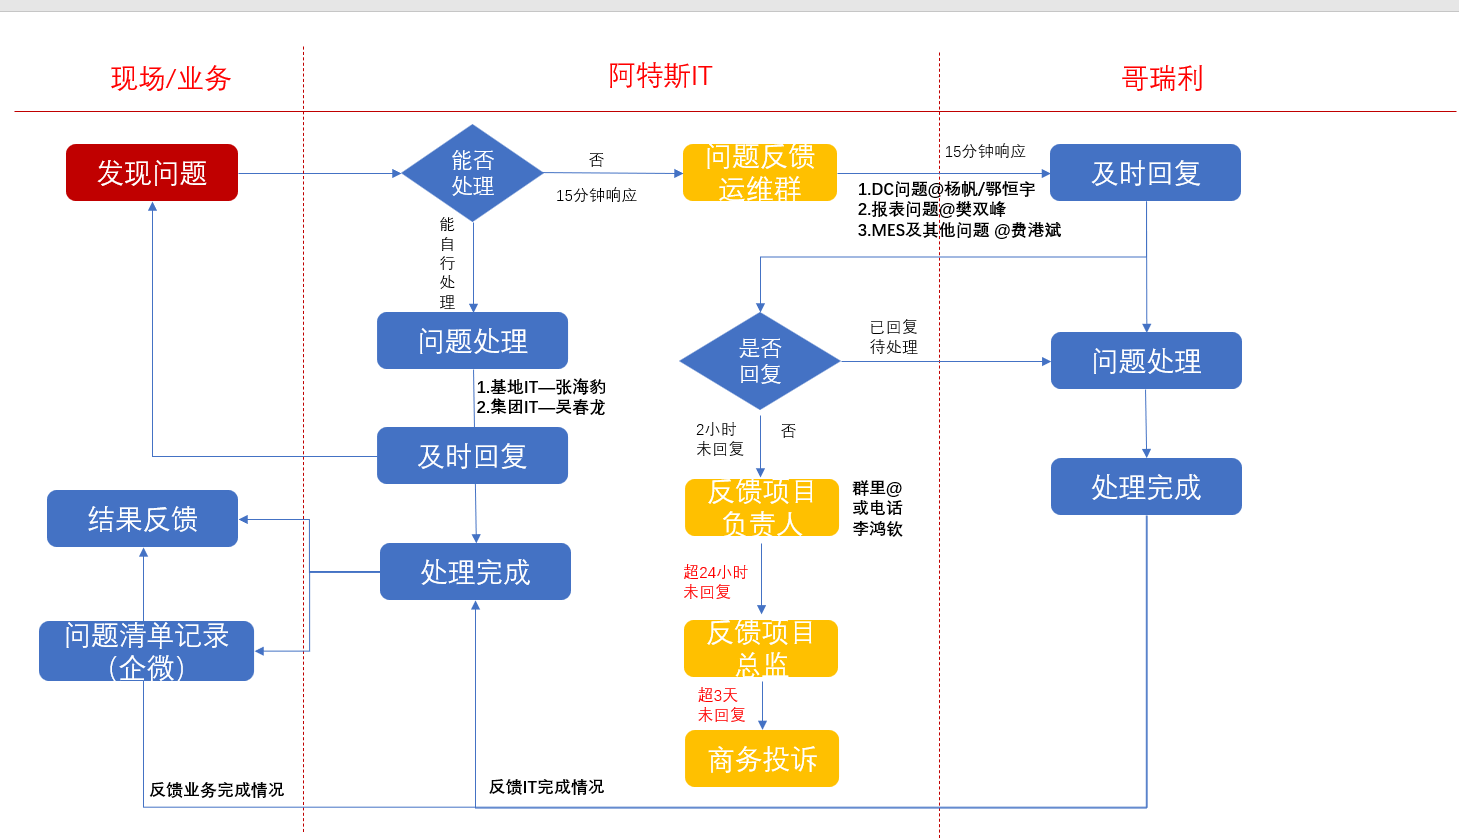 现场/业务
阿特斯IT
哥瑞利
发现问题
能否
处理
否
15分钟响应
问题反馈
运维群
15分钟响应
及时回复
1.DC问题@杨帆/鄂恒宇
2.报表问题@樊双峰
3.MES及其他问题 @费港斌
能
自
行
处
理
问题处理
1.基地IT—张海豹
2.集团IT—吴春龙
是否
回复
已回复
待处理
问题处理
及时回复
2小时
未回复
否
反馈项目
负责人
群里@
或电话
李鸿钦
处理完成
结果反馈
处理完成
超24小时
未回复
问题清单记录
（企微）
反馈项目
总监
超3天
未回复
商务投诉
反馈业务完成情况
反馈IT完成情况